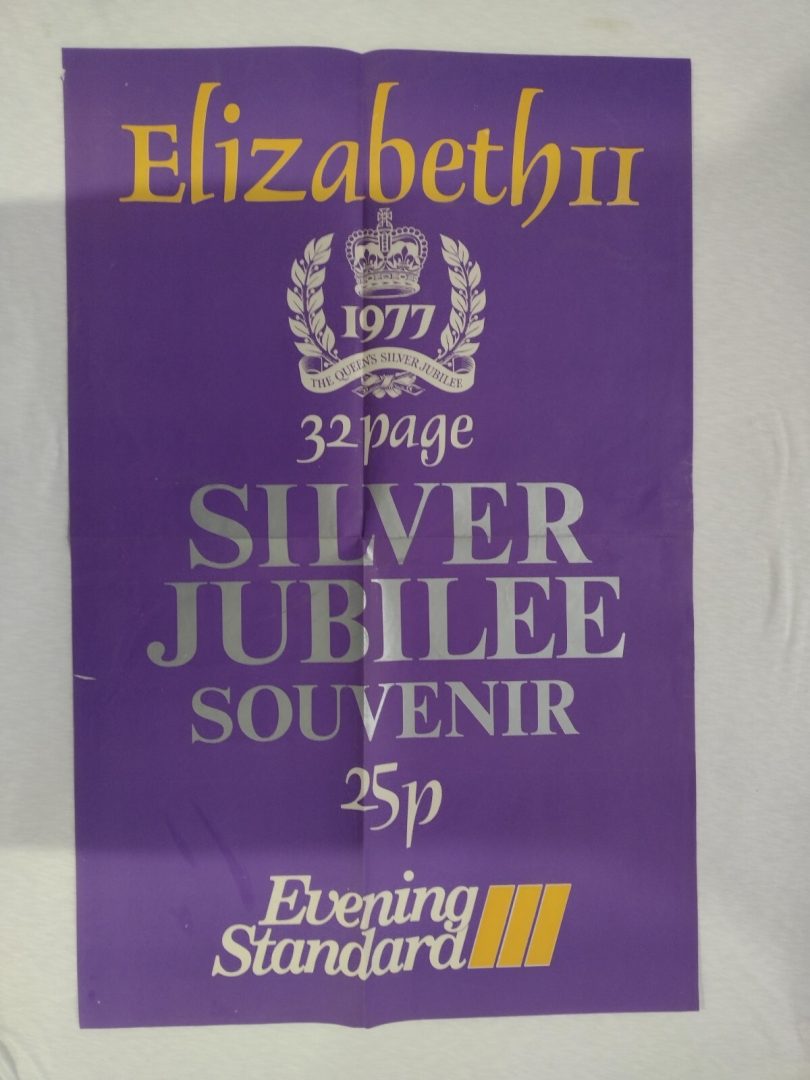 Elizabeth II
1977
THE QUEEN'S SILVER JUBILEE
32 page
SILVER
JUBILEE
SOUVENIR
25p
Evening
Standard